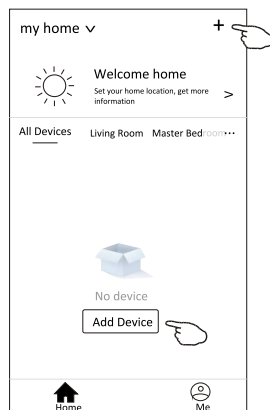 my home
+
Welcome home
Set your home location, get more
information
>
All Devices Living Room Master Bedroom ...
No device
Add Device
Home Me